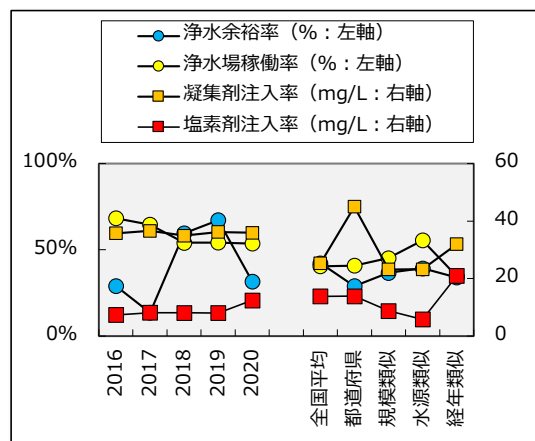 浄水余裕率（％：左軸）
浄水場稼働率（％：左軸）
凝集剤注入率（mg/L：右軸）
塩素剤注入率（mg/L：右軸）
100%
50%
0%
60
40
20
0
2016
2017
2018
2019
2020
全国平均
都道府県
規模類似
水源類似
経年類似